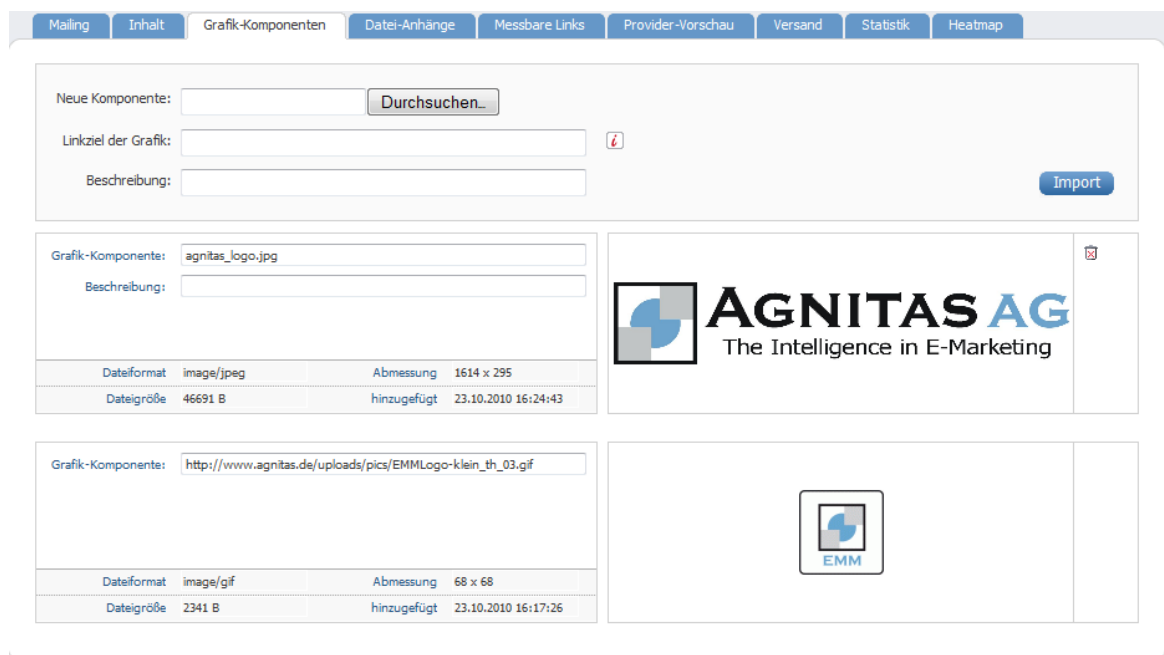 Mailing Inhalt Grafik-Komponenten Datei-Anhänge Messbare Links Provider-Vorschau Versand Statistik Heatmap
Neue Komponente: Durchsuchen...
Linkziel der Grafik: i
Beschreibung:
Import
Grafik-Komponente: agnitas_logo.jpg
Beschreibung:
Dateiformat image/jpeg Abmessung 1614 x 295
Dateigröße 46691 B hinzugefügt 23.10.2010 16:24:43
AGNITAS AG
The Intelligence in E-Marketing
Grafik-Komponente: http://www.agnitas.de/uploads/pics/EMMLogo-klein_th_03.gif
Dateiformat image/gif Abmessung 68 x 68
Dateigröße 2341 B hinzugefügt 23.10.2010 16:17:26
EMM